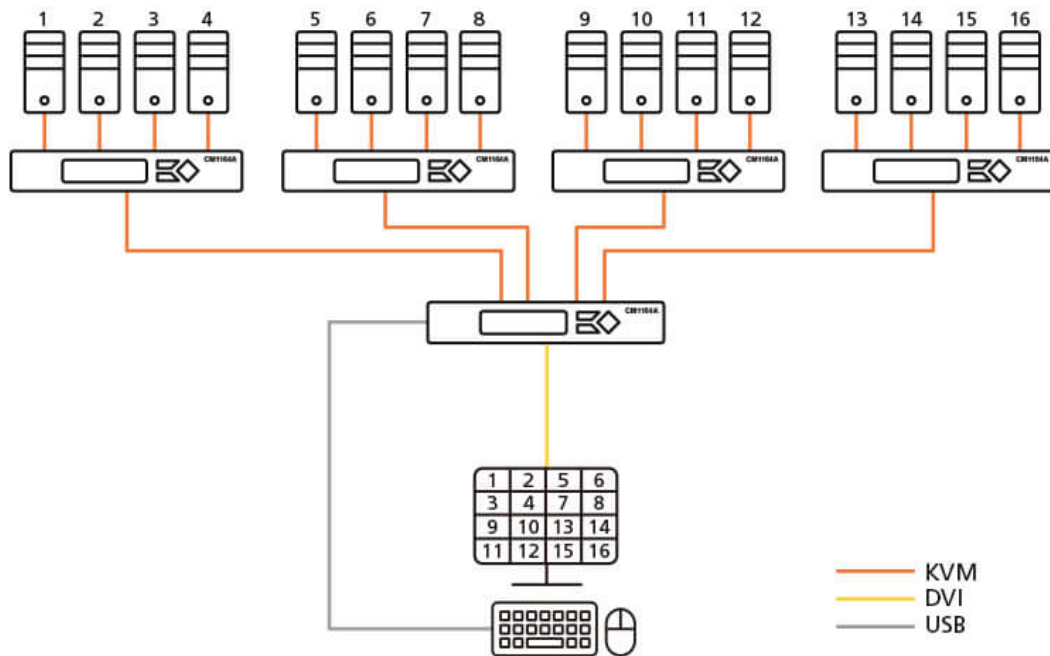 1 2 3 4 5 6 7 8 9 10 11 12 13 14 15 16
CM1164A CM1164A CM1164A CM1164A
CM1164A
1 2 5 6
3 4 7 8
9 10 13 14
11 12 15 16
KVM
DVI
USB